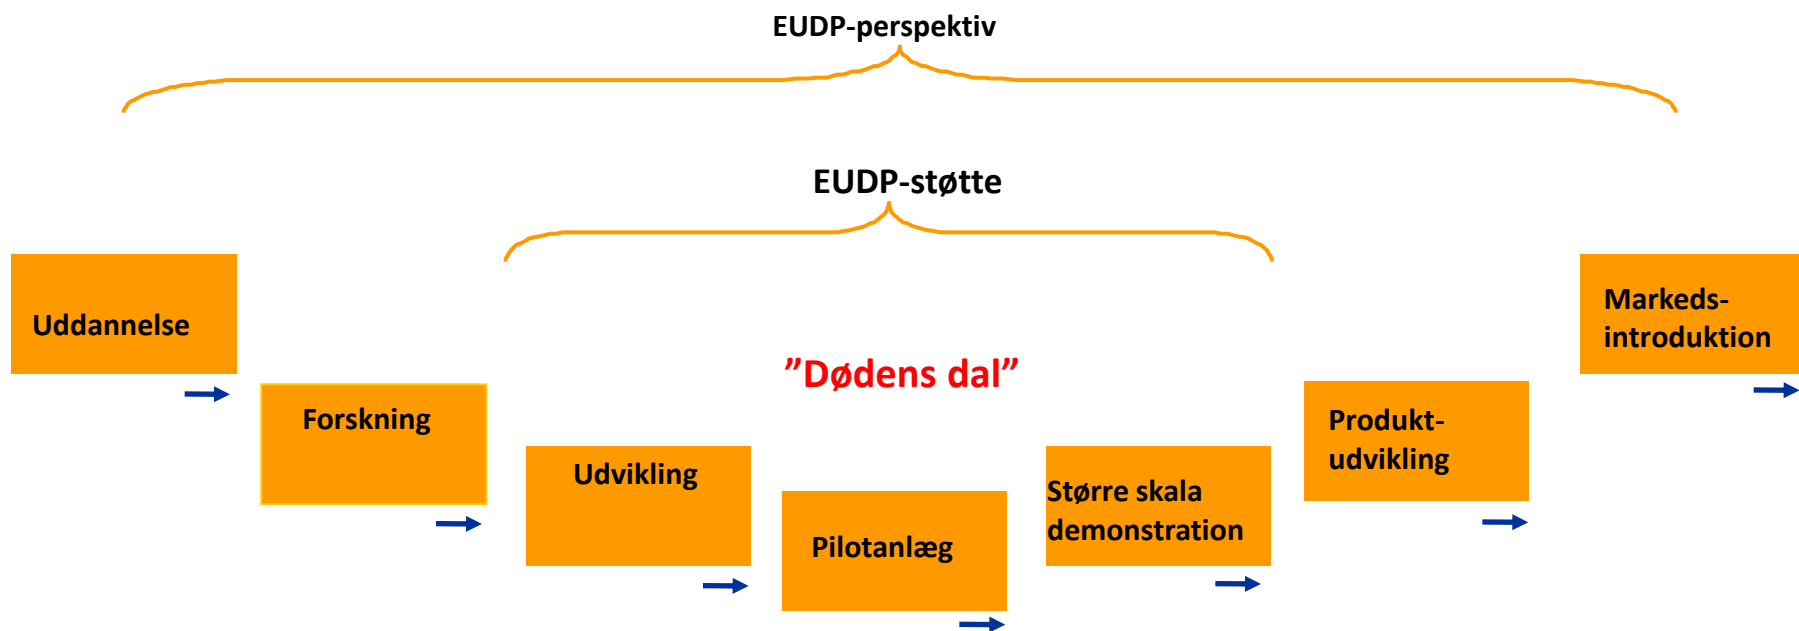 EUDP-perspektiv
EUDP-støtte
Uddannelse
Forskning
Udvikling
Pilotanlæg
”Dødens dal”
Større skala
demonstration
Produkt-
udvikling
Markeds-
introduktion